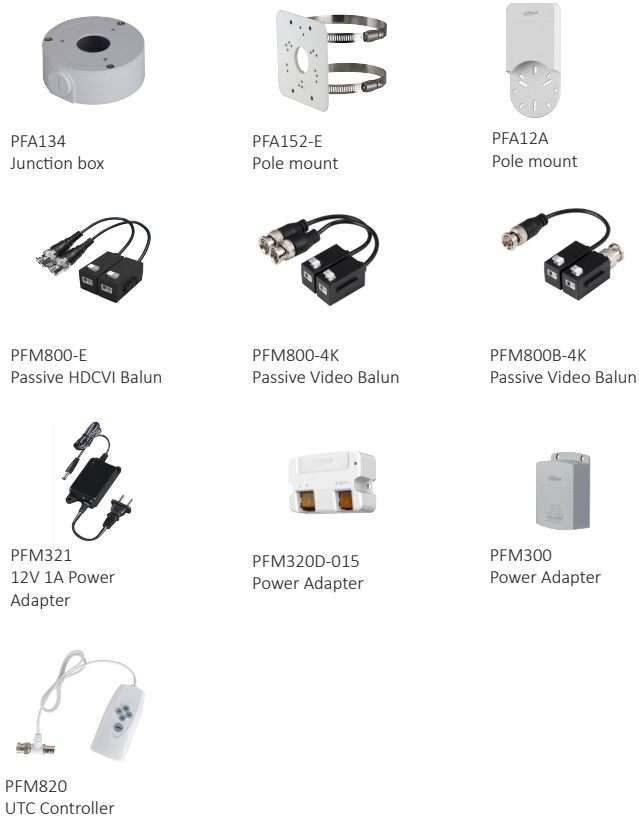 PFA134
Junction box
PFA152-E
Pole mount
PFA12A
Pole mount
PFM800-E
Passive HDCVI Balun
PFM800-4K
Passive Video Balun
PFM800B-4K
Passive Video Balun
PFM321
12V 1A Power
Adapter
PFM320D-015
Power Adapter
PFM300
Power Adapter
PFM820
UTC Controller